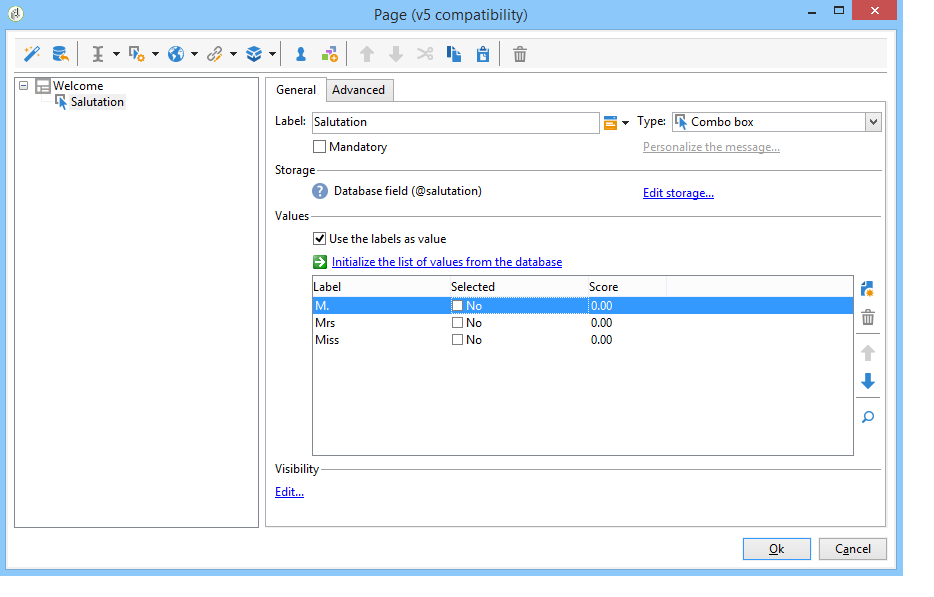 Page (v5 compatibility)
Welcome
Salutation
General Advanced
Label: Salutation Type: Combo box
Mandatory Personalize the message...
Storage
Database field (@salutation) Edit storage...
Values
Use the labels as value
Initialize the list of values from the database
Label Selected Score
M. No 0.00
Mrs No 0.00
Miss No 0.00
Visibility
Edit...
Ok Cancel